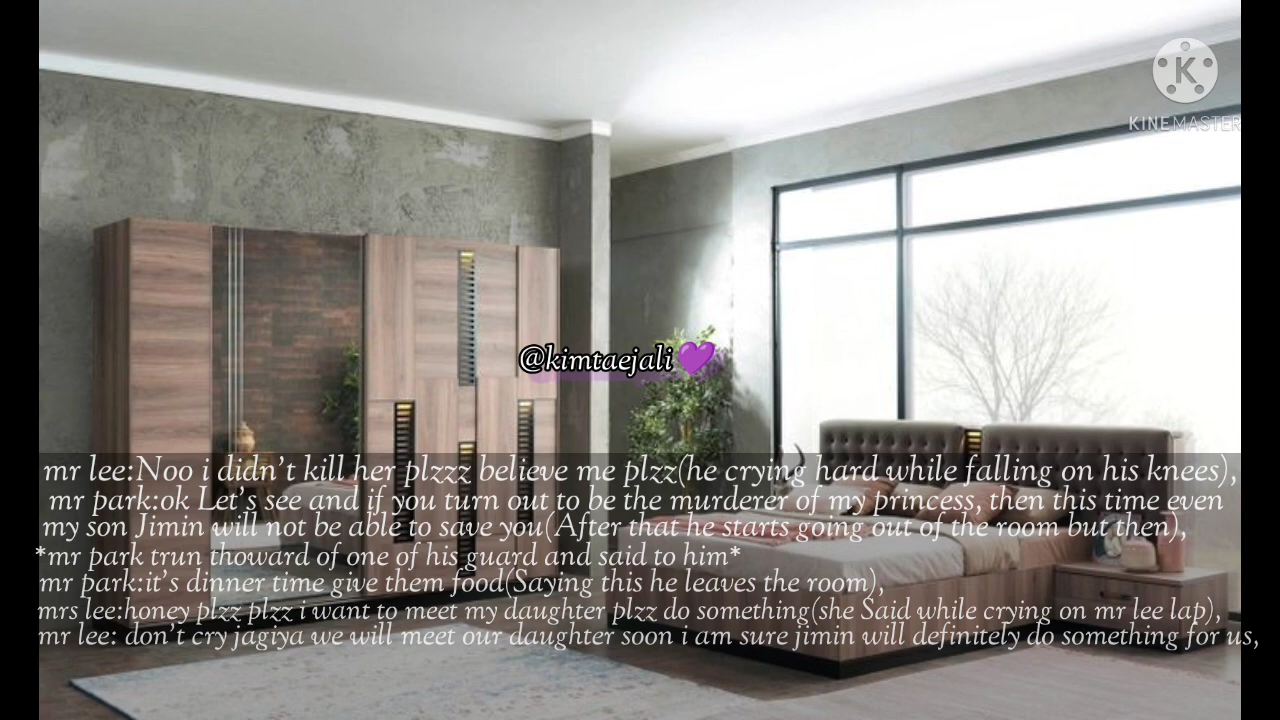 KINEMASTER
@kimtaejali💜
mr lee:Noo i didn't kill her plzzz believe me plzz(he crying hard while falling on his knees),
mr park:ok Let's see and if you turn out to be the murderer of my princess, then this time even
my son Jimin will not be able to save you(After that he starts going out of the room but then),
*mr park trun thoward of one of his guard and said to him*
mr park:it's dinner time give them food(Saying this he leaves the room),
mrs lee:honey plzz plzz i want to meet my daughter plzz do something(she Said while crying on mr lee lap),
mr lee: don't cry jagiya we will meet our daughter soon i am sure jimin will definitely do something for us,